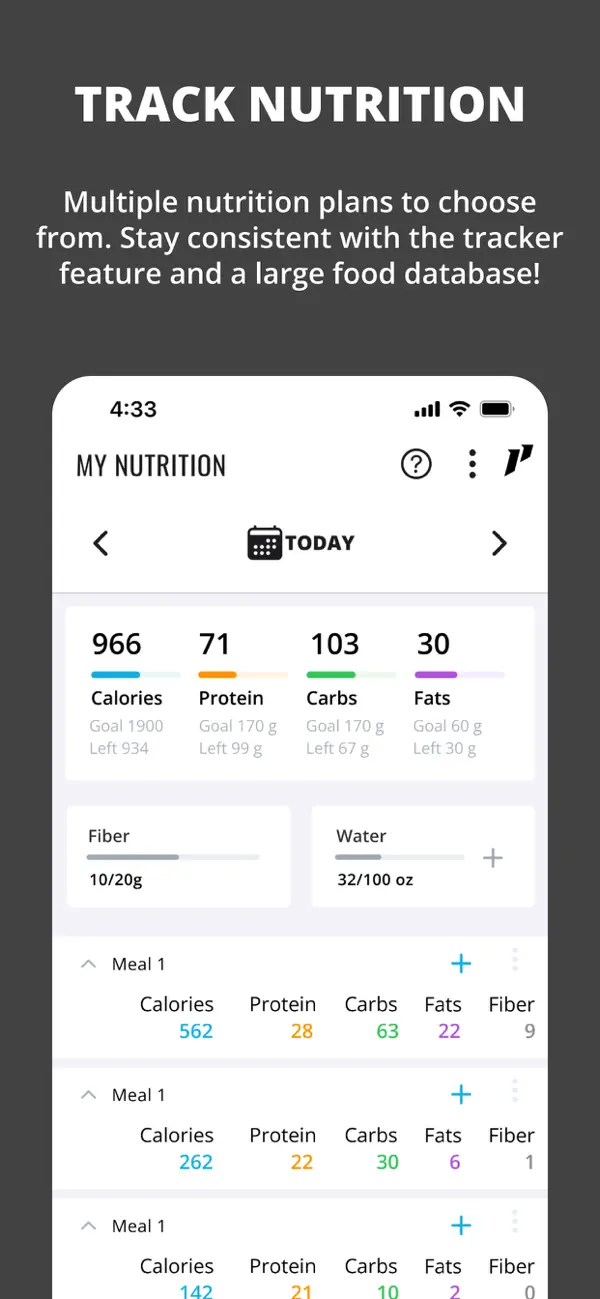 TRACK NUTRITION
Multiple nutrition plans to choose
from. Stay consistent with the tracker
feature and a large food database!
4:33
MY NUTRITION
TODAY
966 71 103 30
Calories Protein Carbs Fats
Goal 1900 Goal 170 g Goal 170 g Goal 60 g
Left 934 Left 99 g Left 67 g Left 30 g
Fiber Water
10/20g 32/100 oz
Meal 1
Calories Protein Carbs Fats Fiber
562 28 63 22 9
Meal 1
Calories Protein Carbs Fats Fiber
262 22 30 6 1
Meal 1
Calories Protein Carbs Fats Fiber
142 21 10 2 0